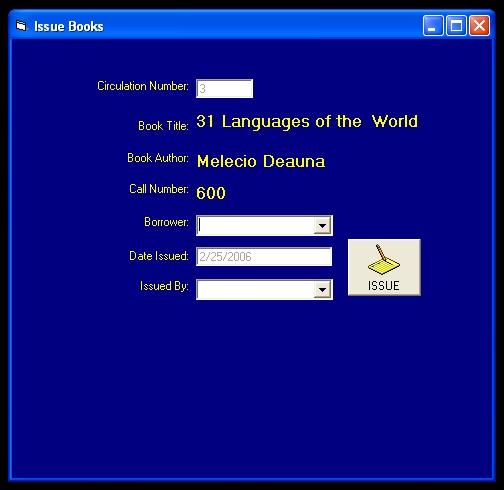 Issue Books
Circulation Number: 3
Book Title: 31 Languages of the World
Book Author: Melecio Deauna
Call Number: 600
Borrower:
Date Issued: 2/25/2006
Issued By:
ISSUE